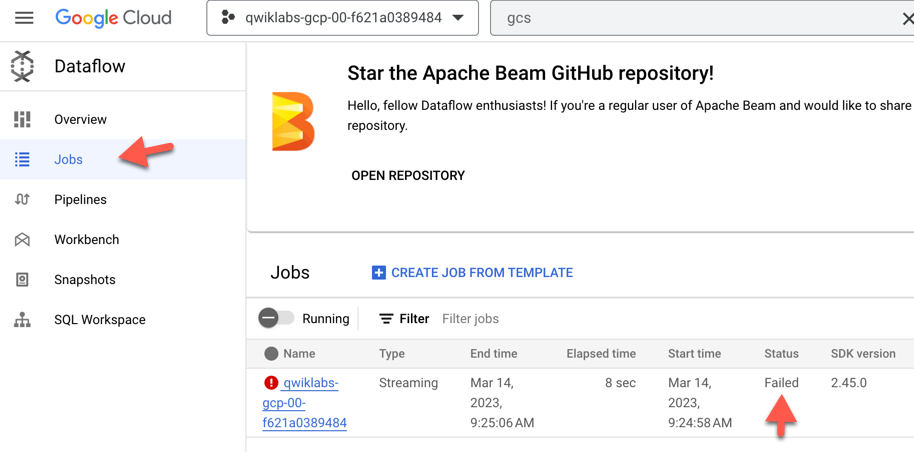 Google Cloud
qwiklabs-gcp-00-f621a0389484
gcs
Dataflow
Overview
Jobs
Pipelines
Workbench
Snapshots
SQL Workspace
Star the Apache Beam GitHub repository!
Hello, fellow Dataflow enthusiasts! If you're a regular user of Apache Beam and would like to share
repository.
OPEN REPOSITORY
Jobs
CREATE JOB FROM TEMPLATE
Running
Filter
Filter jobs
Name Type End time Elapsed time Start time Status SDK version
qwiklabs- Streaming Mar 14, 8 sec Mar 14, Failed 2.45.0
gcp-00- 2023, 2023,
f621a0389484 9:25:06 AM 9:24:58 AM